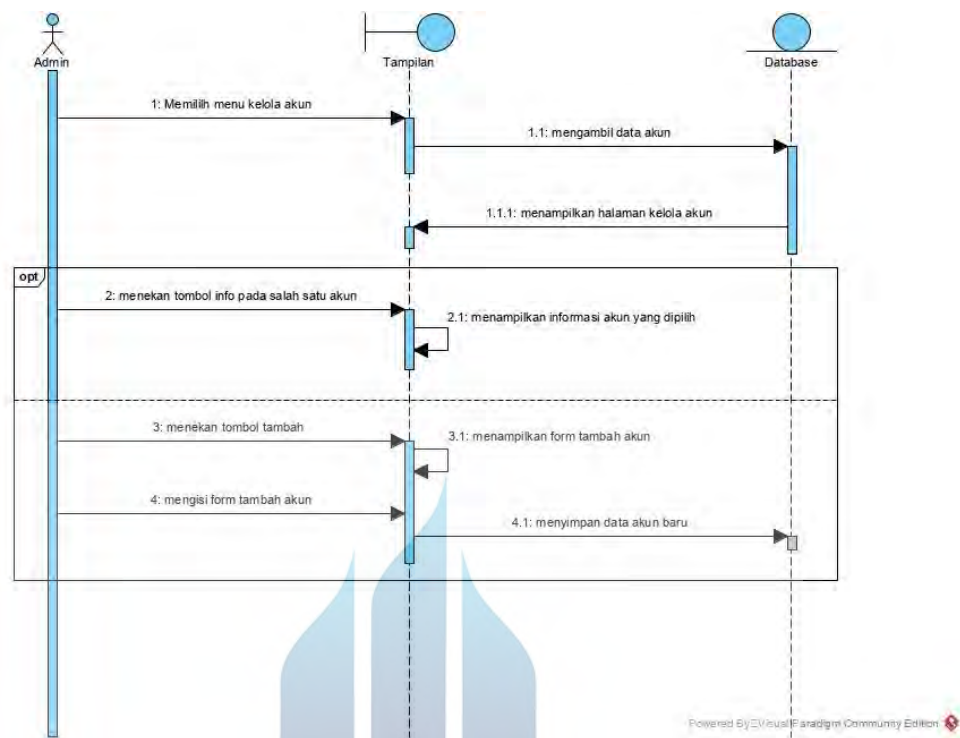 Admin
Tampilan
Database
1: Memilih menu kelola akun
1.1: mengambil data akun
1.1.1: menampilkan halaman kelola akun
opt
2: menekan tombol info pada salah satu akun
2.1: menampilkan informasi akun yang dipilih
3: menekan tombol tambah
3.1: menampilkan form tambah akun
4: mengisi form tambah akun
4.1: menyimpan data akun baru
Powered By Visual Paradigm Community Edition